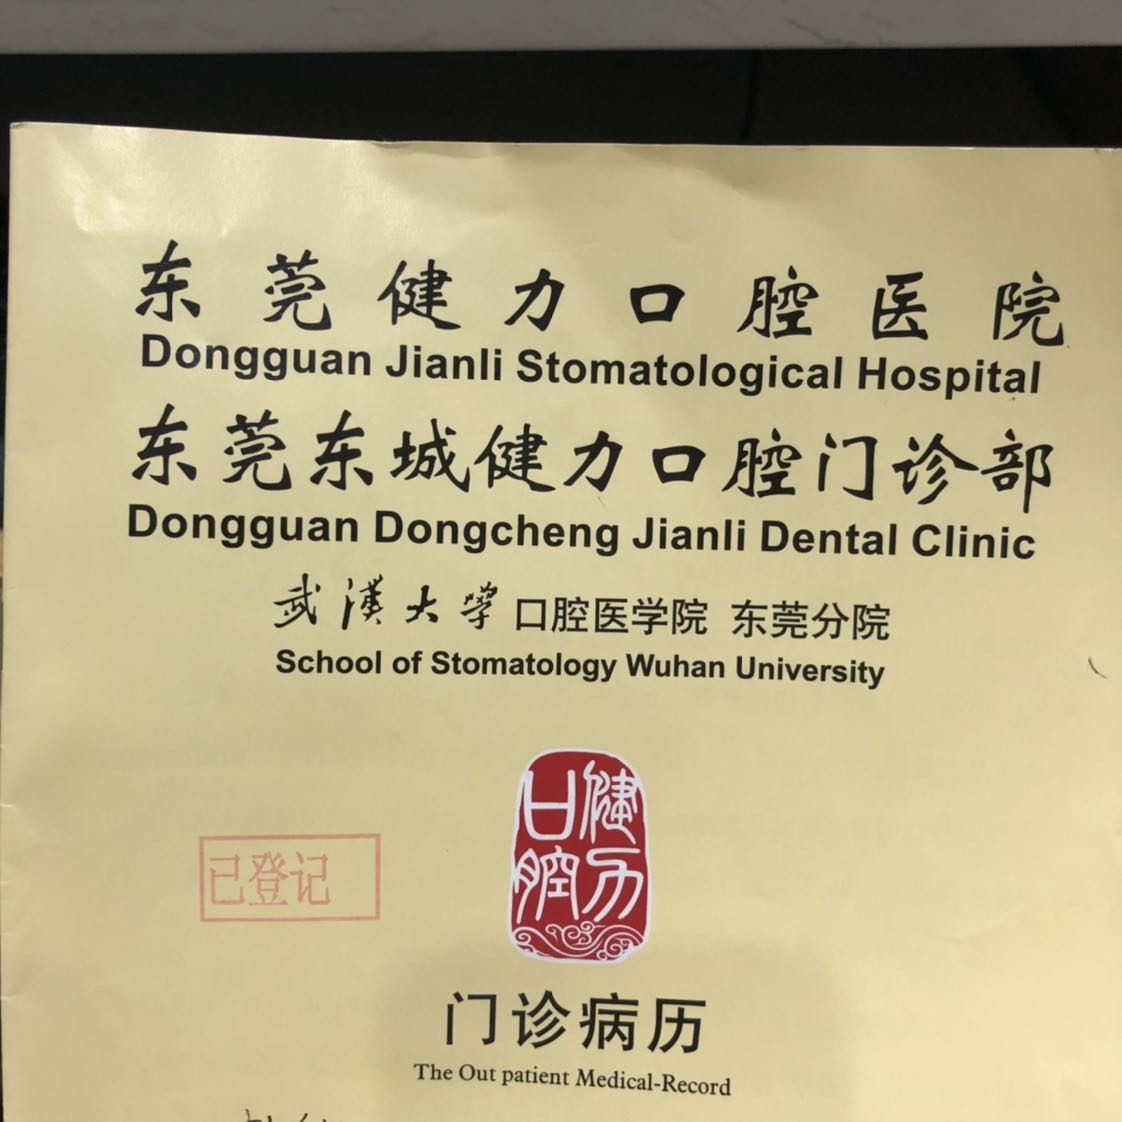 东莞健力口腔医院
Dongguan Jianli Stomatological Hospital
东莞东城健力口腔门诊部
Dongguan Dongcheng Jianli Dental Clinic
武漢大学口腔医学院 东莞分院
School of Stomatology Wuhan University
健力口腔
已登记
门诊病历
The Out patient Medical-Record